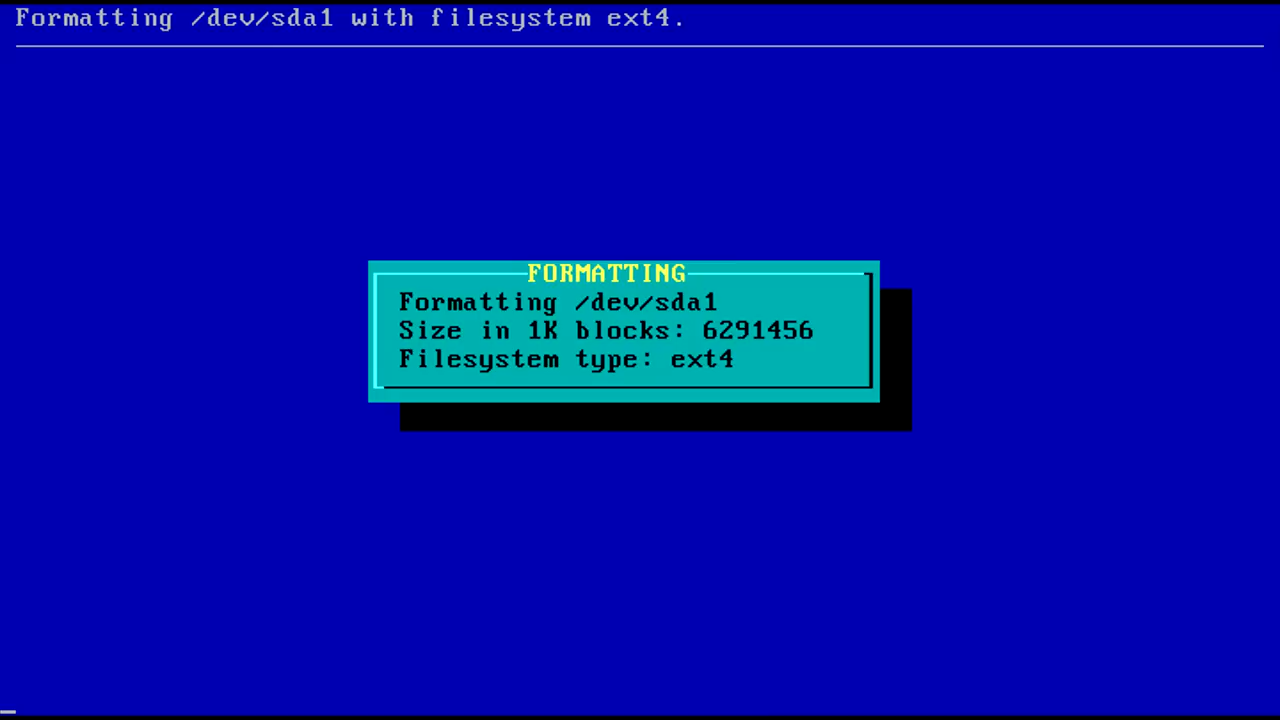 Formatting /dev/sda1 with filesystem ext4.
FORMATTING
Formatting /dev/sda1
Size in 1K blocks: 6291456
Filesystem type: ext4